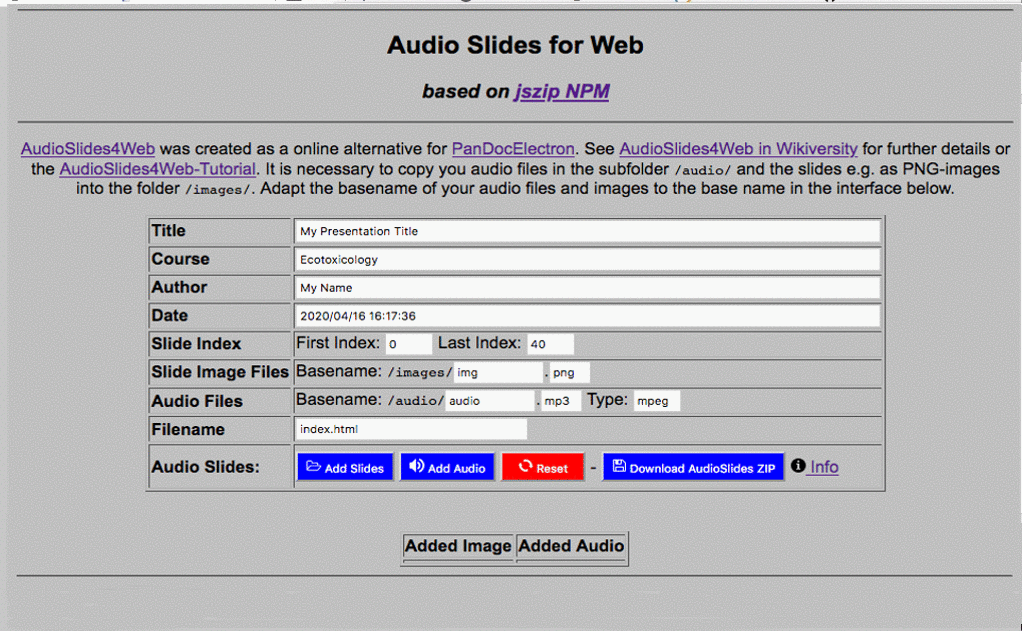 Audio Slides for Web
based on jszip NPM
AudioSlides4Web was created as a online alternative for PanDocElectron. See AudioSlides4Web in Wikiversity for further details or
the AudioSlides4Web-Tutorial. It is necessary to copy you audio files in the subfolder /audio/ and the slides e.g. as PNG-images
into the folder /images/. Adapt the basename of your audio files and images to the base name in the interface below.
Title My Presentation Title
Course Ecotoxicology
Author My Name
Date 2020/04/16 16:17:36
Slide Index First Index: 0 Last Index: 40
Slide Image Files Basename: /images/ img . png
Audio Files Basename: /audio/ audio . mp3 Type: mpeg
Filename index.html
Audio Slides: Add Slides Add Audio Reset - Download AudioSlides ZIP Info
Added Image Added Audio